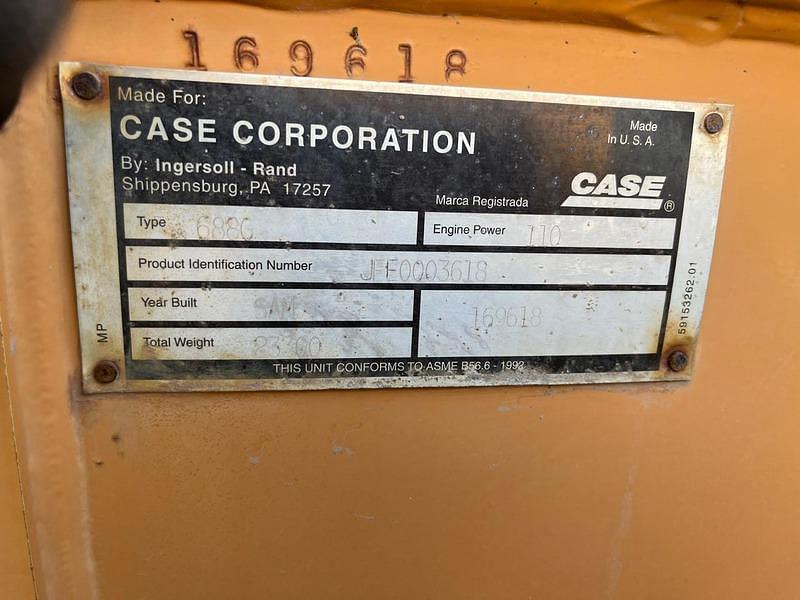 169618
Made For:
CASE CORPORATION
By: Ingersoll - Rand
Shippensburg, PA 17257
Made
In U. S. A.
Marca Registrada
CASE ®
Type 688G
Engine Power 110
Product Identification Number JFF0003618
Year Built
169618
Total Weight
THIS UNIT CONFORMS TO ASME B56.6 - 1992
MP
59153262.01